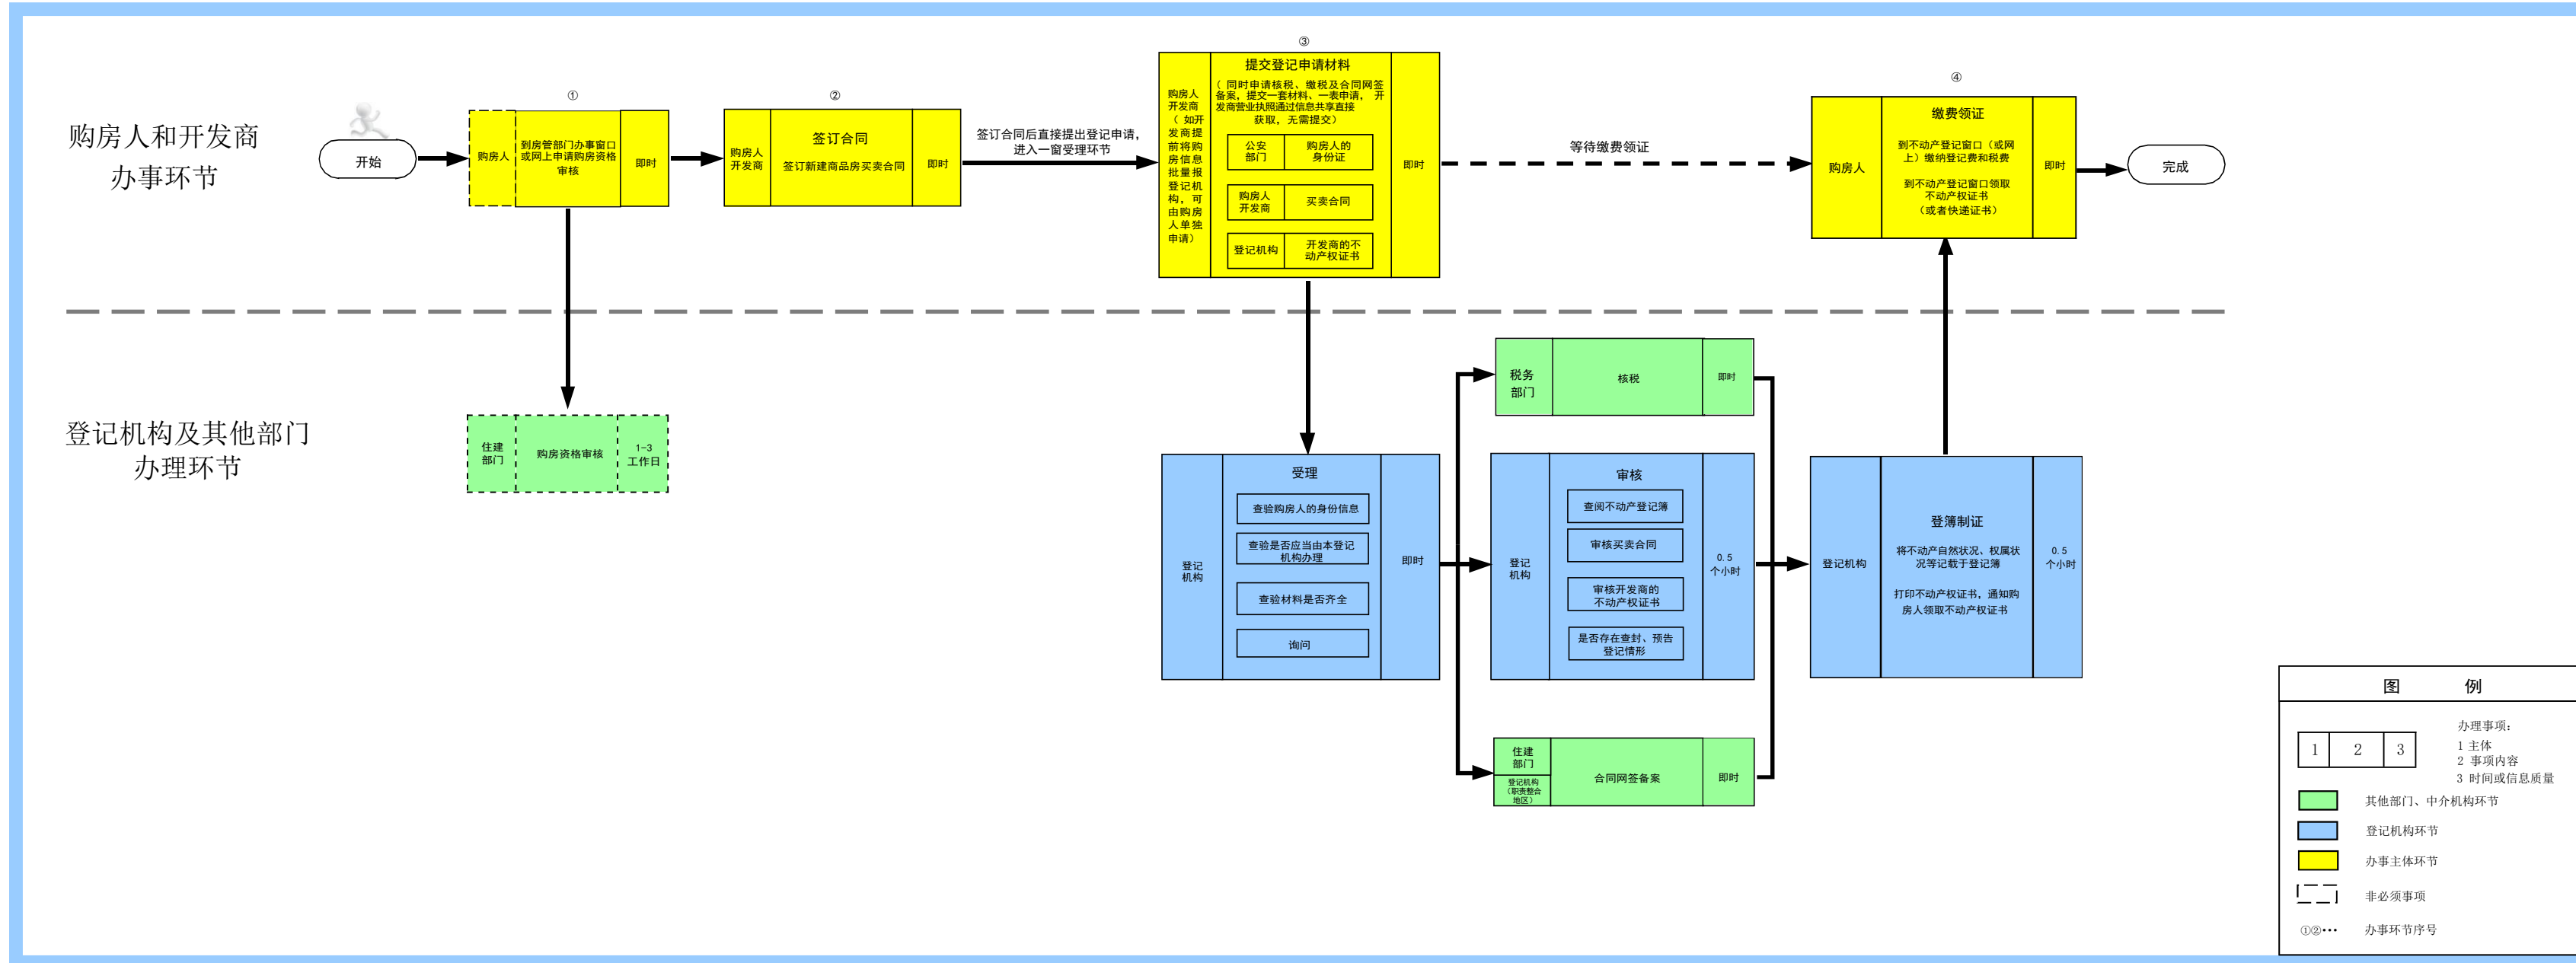 购房人和开发商
办事环节
开始
①
购房人
到房管部门办事窗口
或网上申请购房资格
审核
即时
②
购房人
开发商
签订合同
签订新建商品房买卖合同
即时
签订合同后直接提出登记申请,
进入一窗受理环节
③
购房人
开发商
（ 如开
发商提
前将购
房信息
批量报
登记机
构，可
由购房
人单独
申请）
提交登记申请材料
（ 同时申请核税、缴税及合同网签
备案，提交一套材料、一表申请， 开
发商营业执照通过信息共享直接
获取，无需提交）
公安
部门
购房人的
身份证
购房人
开发商
买卖合同
登记机构
开发商的不
动产权证书
即时
等待缴费领证
④
购房人
缴费领证
到不动产登记窗口（或网
上）缴纳登记费和税费
到不动产登记窗口领取
不动产权证书
（或者快递证书）
即时
完成
登记机构及其他部门
办理环节
住建
部门
购房资格审核
1-3
工作日
登记
机构
受理
查验购房人的身份信息
查验是否应当由本登记
机构办理
查验材料是否齐全
询问
即时
税务
部门
核税
即时
登记
机构
审核
查阅不动产登记簿
审核买卖合同
审核开发商的
不动产权证书
是否存在查封、预告
登记情形
0.5
个小时
住建
部门
登记机构
（职责整合
地区）
合同网签备案
即时
登记机构
登簿制证
将不动产自然状况、权属状
况等记载于登记簿
打印不动产权证书，通知购
房人领取不动产权证书
0.5
个小时
图 例
1 2 3
办理事项:
1 主体
2 事项内容
3 时间或信息质量
其他部门、中介机构环节
登记机构环节
办事主体环节
非必须事项
①②•••
办事环节序号